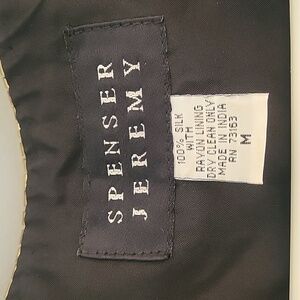 SPENSER
JEREMY
100% SILK
WITH
RAYON LINING
DRY CLEAN ONLY
MADE IN INDIA
RN 73163
M